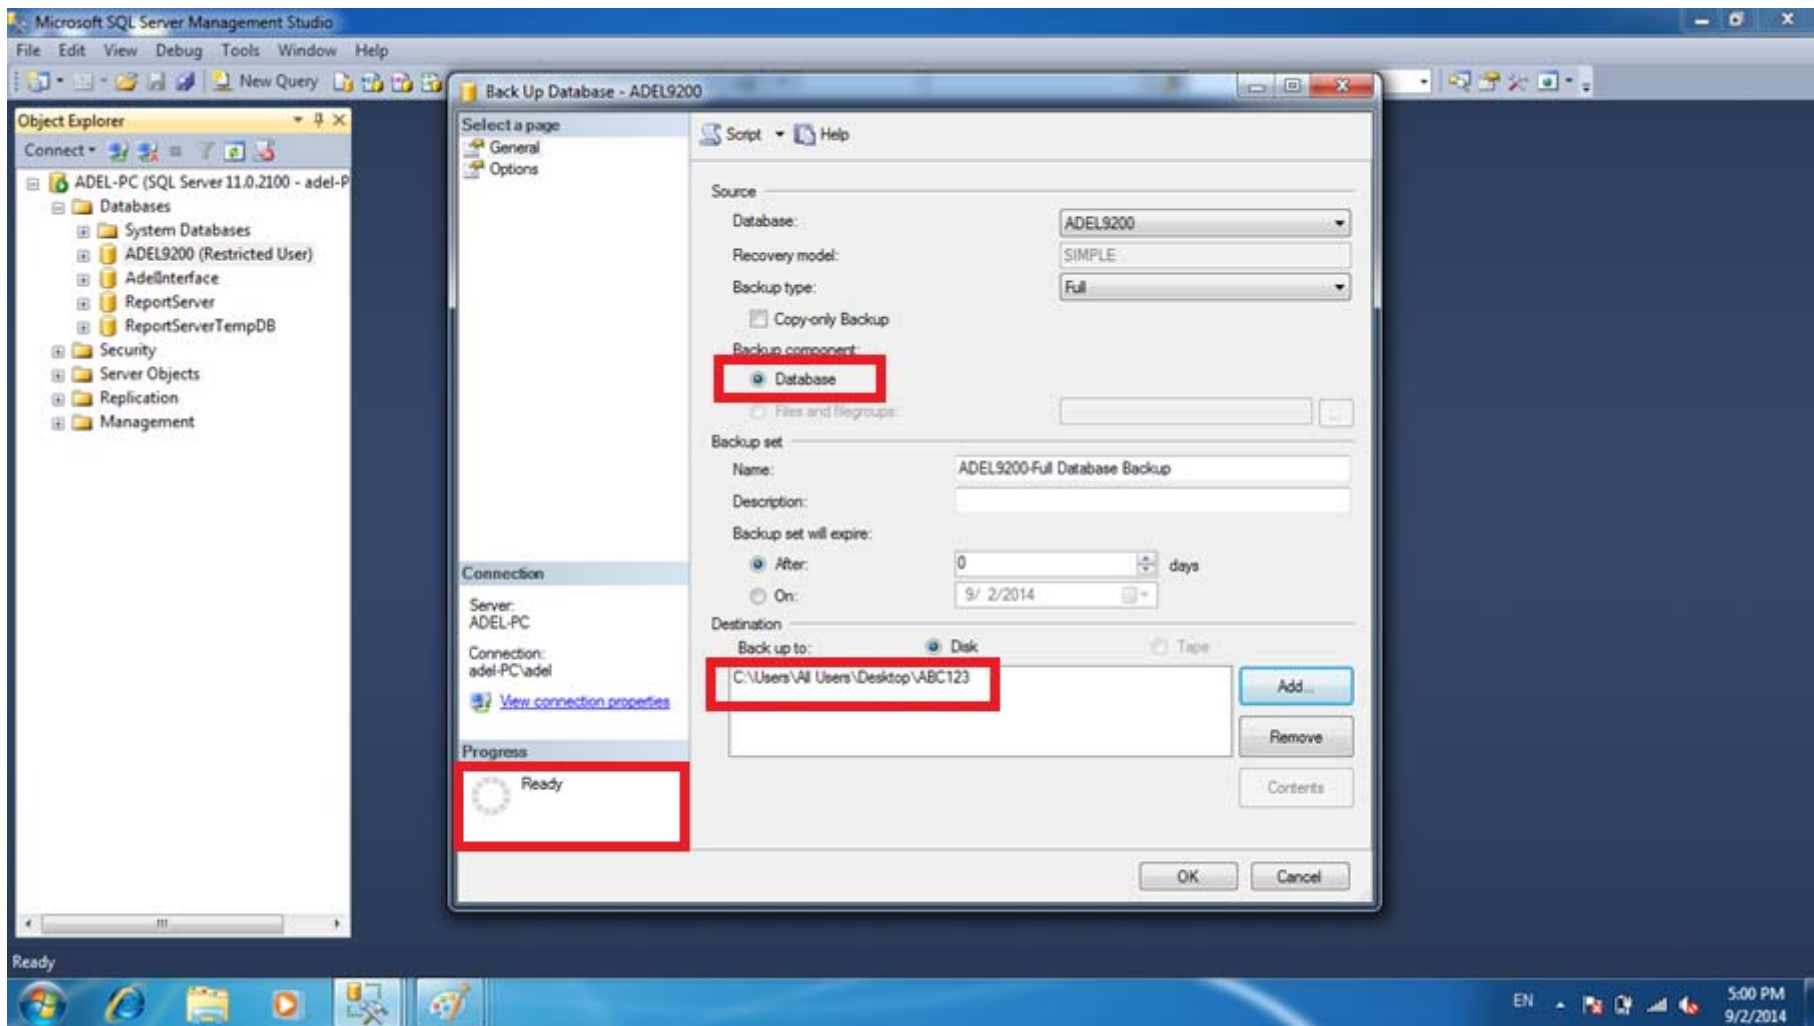 Microsoft SQL Server Management Studio
File Edit View Debug Tools Window Help
New Query
Object Explorer
Connect
ADEL-PC (SQL Server 11.0.2100 - adel-P
Databases
System Databases
ADEL9200 (Restricted User)
AdelInterface
ReportServer
ReportServerTempDB
Security
Server Objects
Replication
Management
Back Up Database - ADEL9200
Select a page
General
Options
Connection
Server:
ADEL-PC
Connection:
adel-PC\adel
View connection properties
Progress
Ready
Script Help
Source
Database: ADEL9200
Recovery model: SIMPLE
Backup type: Full
Copy-only Backup
Backup component:
Database
Files and filegroups: ...
Backup set
Name: ADEL9200-Full Database Backup
Description:
Backup set will expire:
After: 0 days
On: 9/ 2/2014
Destination
Back up to: Disk Tape
C:\Users\All Users\Desktop\ABC123
Add...
Remove
Contents
OK Cancel
Ready
EN
5:00 PM
9/2/2014